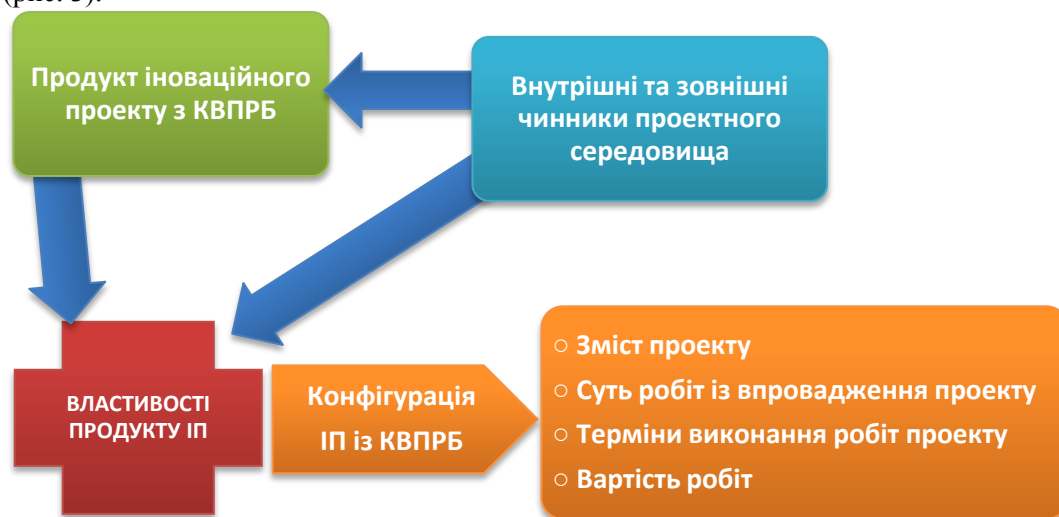 (рис. 3).
Продукт іноваційного
проекту з КВПРБ
Внутрішні та зовнішні
чинники проектного
середовища
ВЛАСТИВОСТІ
ПРОДУКТУ ІП
Конфігурація
ІП із КВПРБ
○ Зміст проекту
○ Суть робіт із впровадження проекту
○ Терміни виконання робіт проекту
○ Вартість робіт